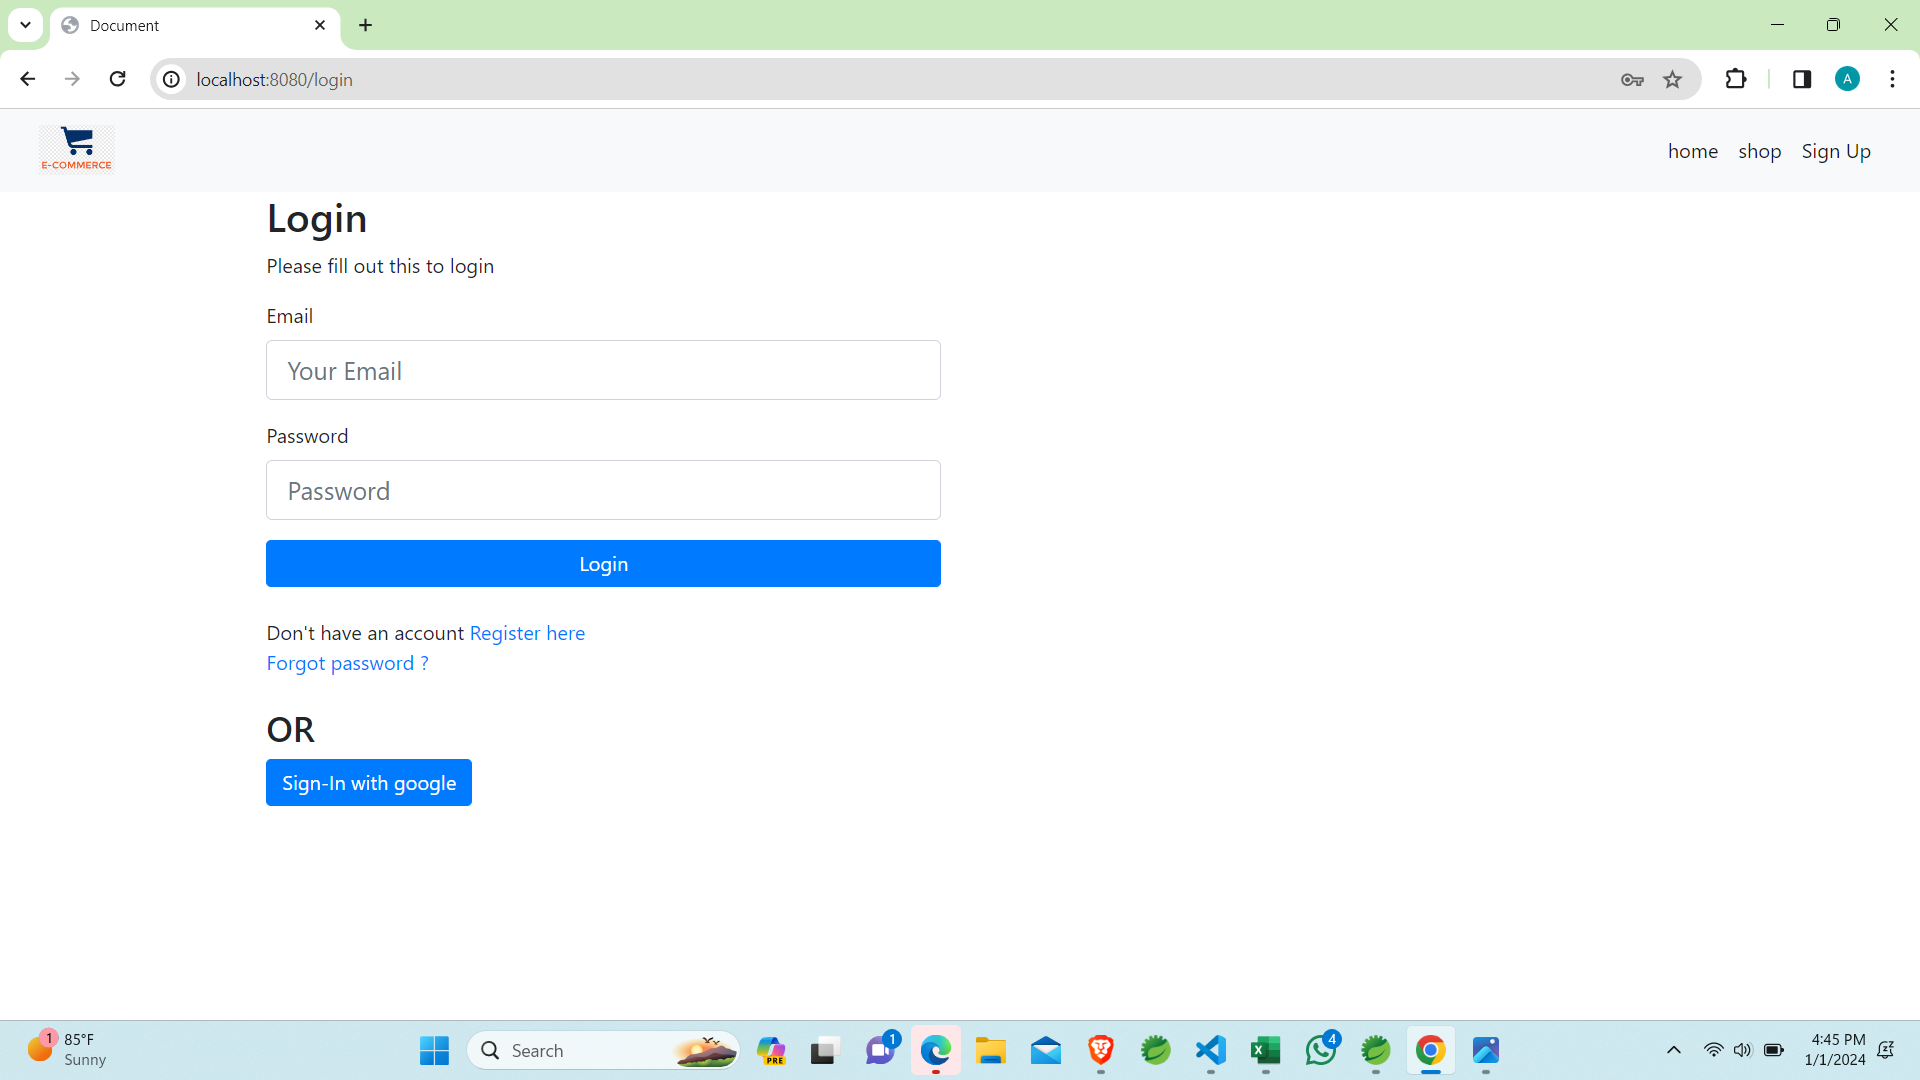 Document
localhost:8080/login
E-COMMERCE
home shop Sign Up
Login
Please fill out this to login
Email
Your Email
Password
Password
Login
Don't have an account Register here
Forgot password ?
OR
Sign-In with google
A
1
85°F
Sunny
Search
PRE
1
4
4:45 PM
1/1/2024